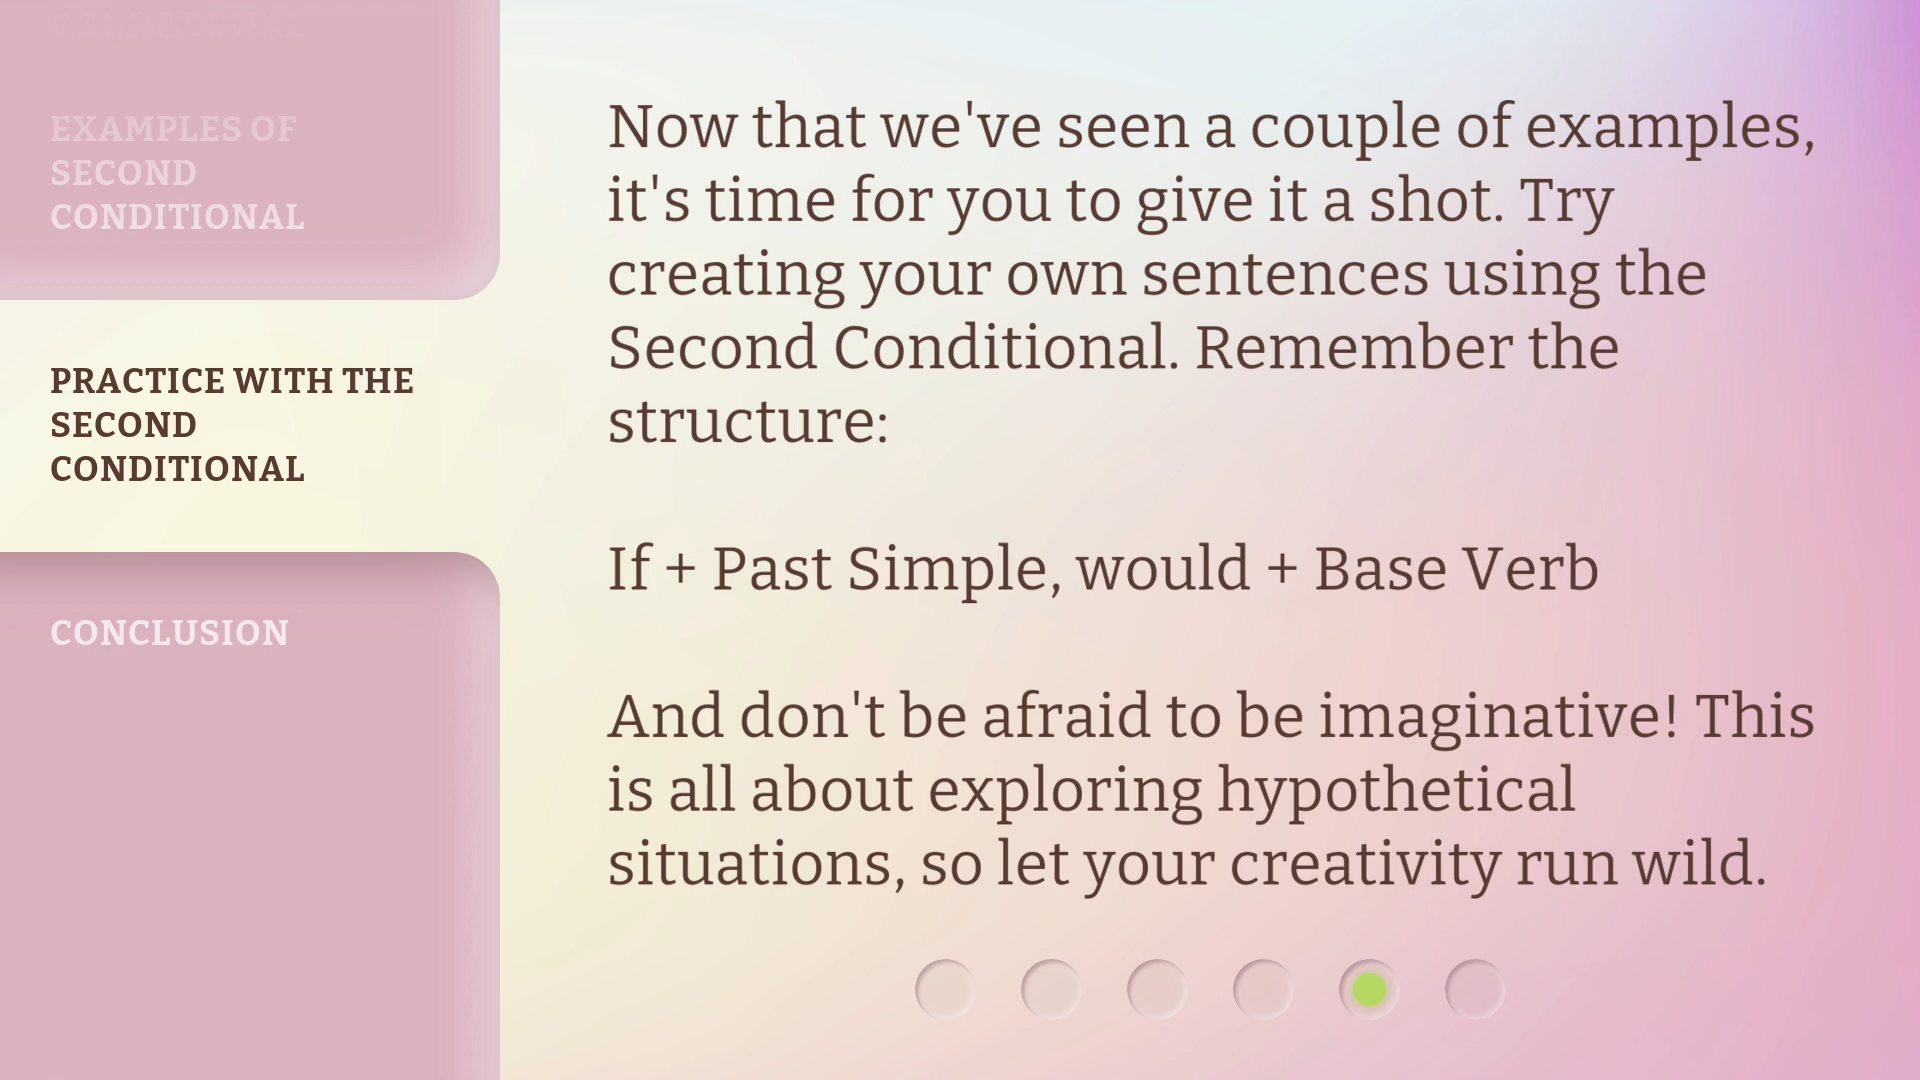 CONDITIONAL
EXAMPLES OF
SECOND
CONDITIONAL
PRACTICE WITH THE
SECOND
CONDITIONAL
CONCLUSION
Now that we've seen a couple of examples,
it's time for you to give it a shot. Try
creating your own sentences using the
Second Conditional. Remember the
structure:
If + Past Simple, would + Base Verb
And don't be afraid to be imaginative! This
is all about exploring hypothetical
situations, so let your creativity run wild.